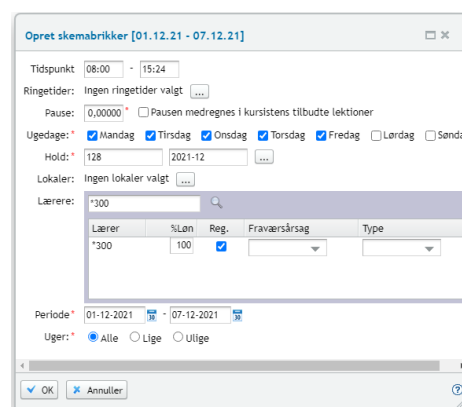 Opret skemabrikker [01.12.21 - 07.12.21]
Tidspunkt 08:00 - 15:24
Ringetider: Ingen ringetider valgt ...
Pause: 0,00000 * Pausen medregnes i kursistens tilbudte lektioner
Ugedage: * Mandag Tirsdag Onsdag Torsdag Fredag Lørdag Sønda
Hold: * 128 2021-12 ...
Lokaler: Ingen lokaler valgt ...
Lærere: *300
Lærer %Løn Reg. Fraværsårsag Type
*300 100
Periode * 01-12-2021 - 07-12-2021
Uger: * Alle Lige Ulige
OK Annuller ?